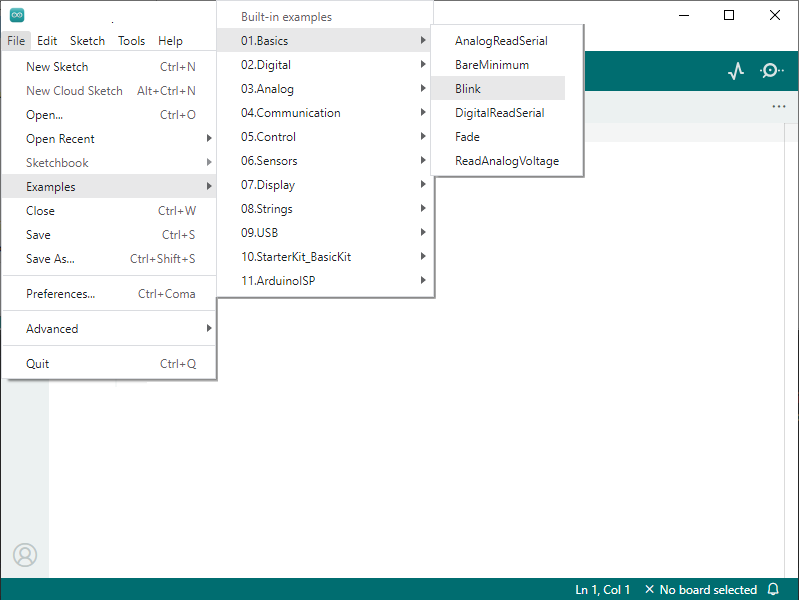 File Edit Sketch Tools Help
New Sketch Ctrl+N
New Cloud Sketch Alt+Ctrl+N
Open... Ctrl+O
Open Recent
Sketchbook
Examples
Close Ctrl+W
Save Ctrl+S
Save As... Ctrl+Shift+S
Preferences... Ctrl+Coma
Advanced
Quit Ctrl+Q
Built-in examples
01.Basics
02.Digital
03.Analog
04.Communication
05.Control
06.Sensors
07.Display
08.Strings
09.USB
10.StarterKit_BasicKit
11.ArduinoISP
AnalogReadSerial
BareMinimum
Blink
DigitalReadSerial
Fade
ReadAnalogVoltage
Ln 1, Col 1 No board selected